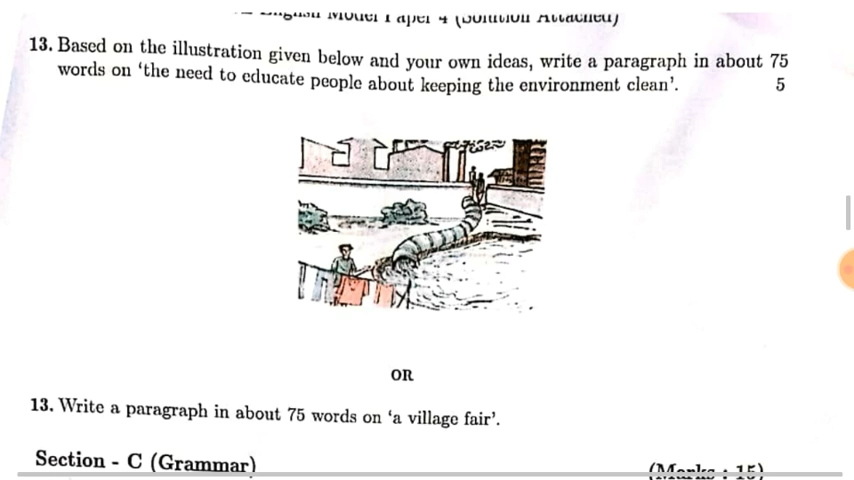 English Model Paper 4 (Solution Attached)
13. Based on the illustration given below and your own ideas, write a paragraph in about 75
words on ‘the need to educate people about keeping the environment clean’. 5
OR
13. Write a paragraph in about 75 words on ‘a village fair’.
Section - C (Grammar) (Marks : 15)